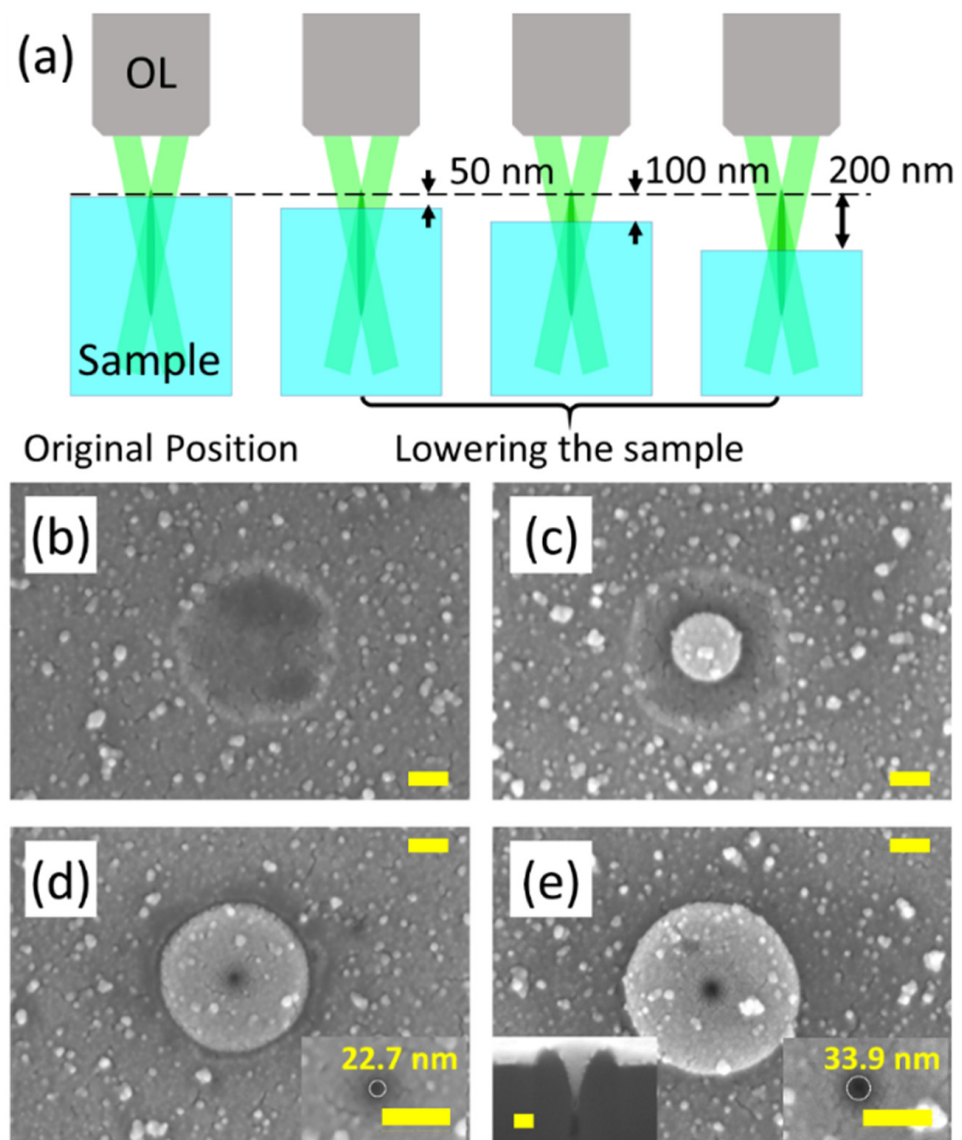 (a)
OL
50 nm
100 nm
200 nm
Sample
Original Position
Lowering the sample
(b)
(c)
(d)
(e)
22.7 nm
33.9 nm